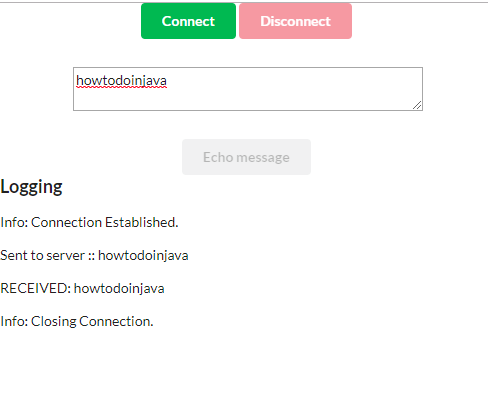 Connect Disconnect
howtodoinjava
Echo message
Logging
Info: Connection Established.
Sent to server :: howtodoinjava
RECEIVED: howtodoinjava
Info: Closing Connection.